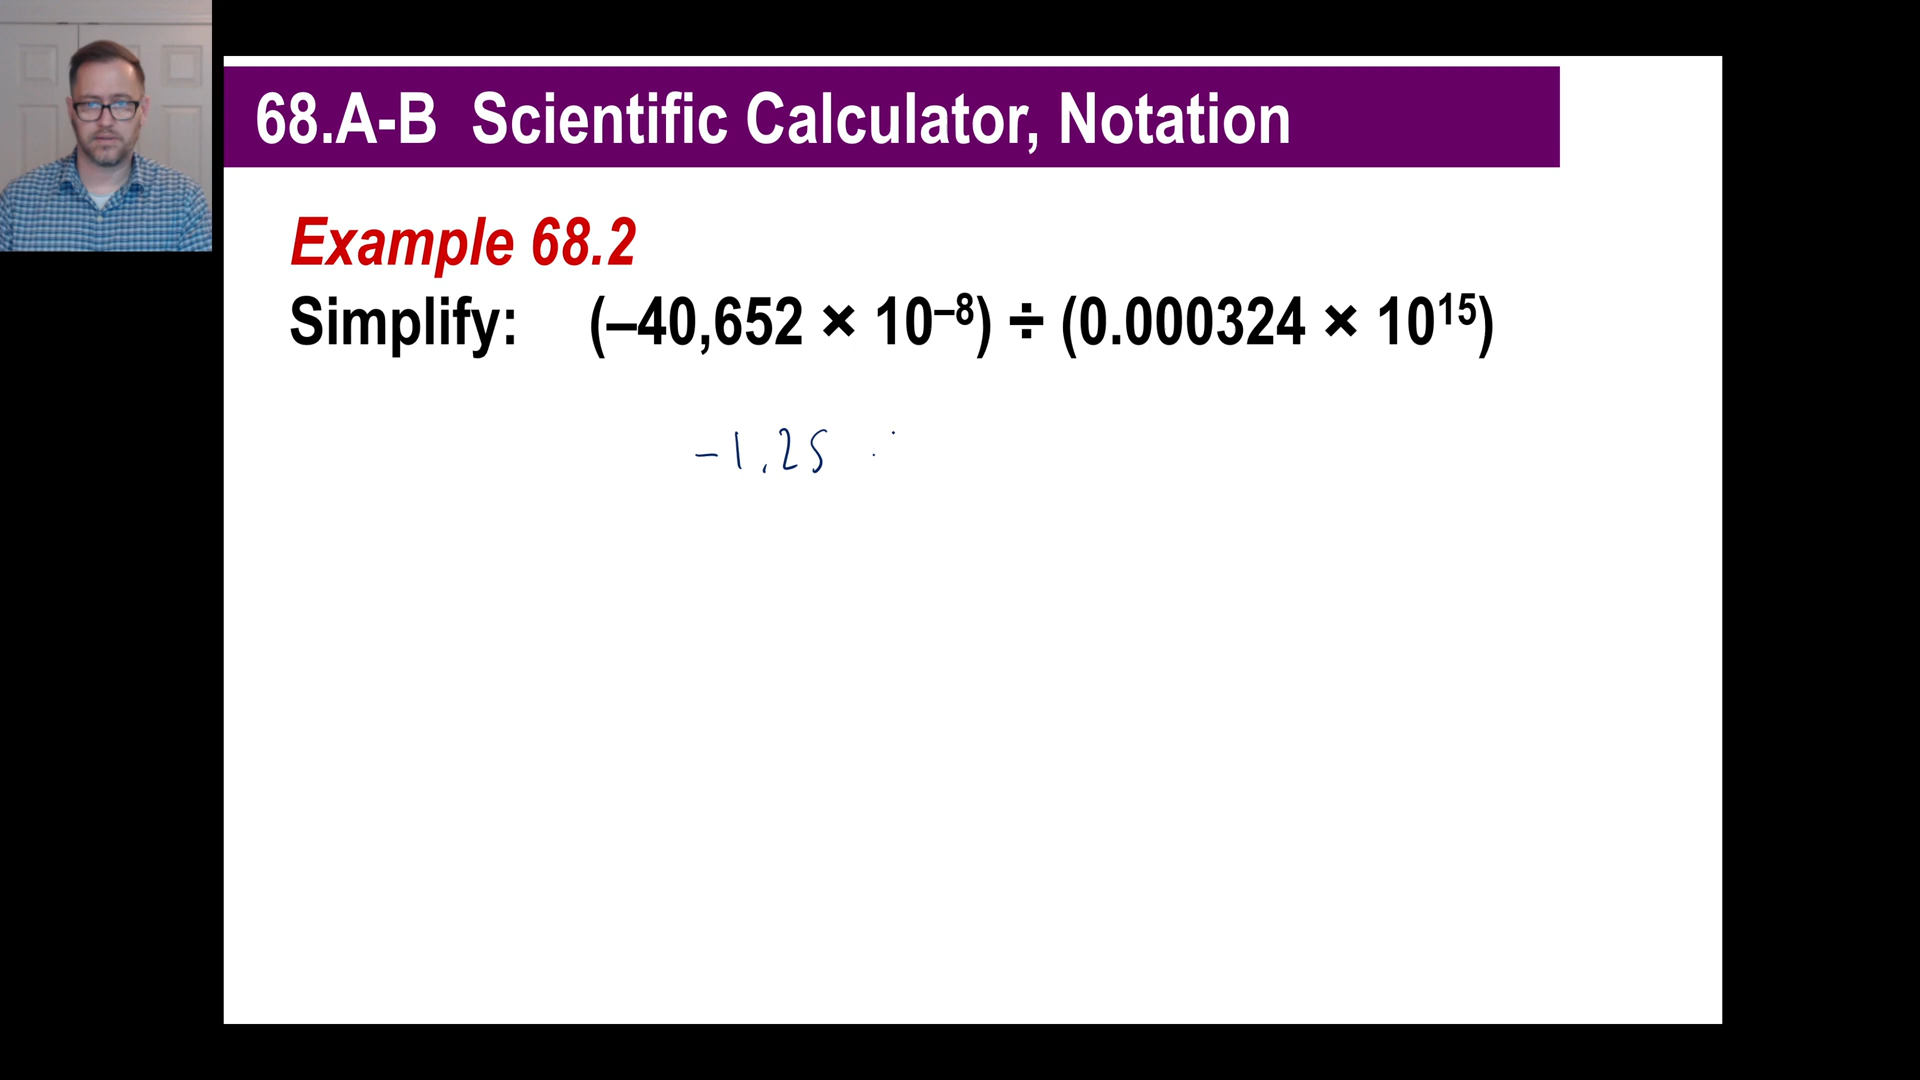 68.A-B Scientific Calculator, Notation
Example 68.2
Simplify: (–40,652 × 10⁻⁸) ÷ (0.000324 × 10¹⁵)
-1.25